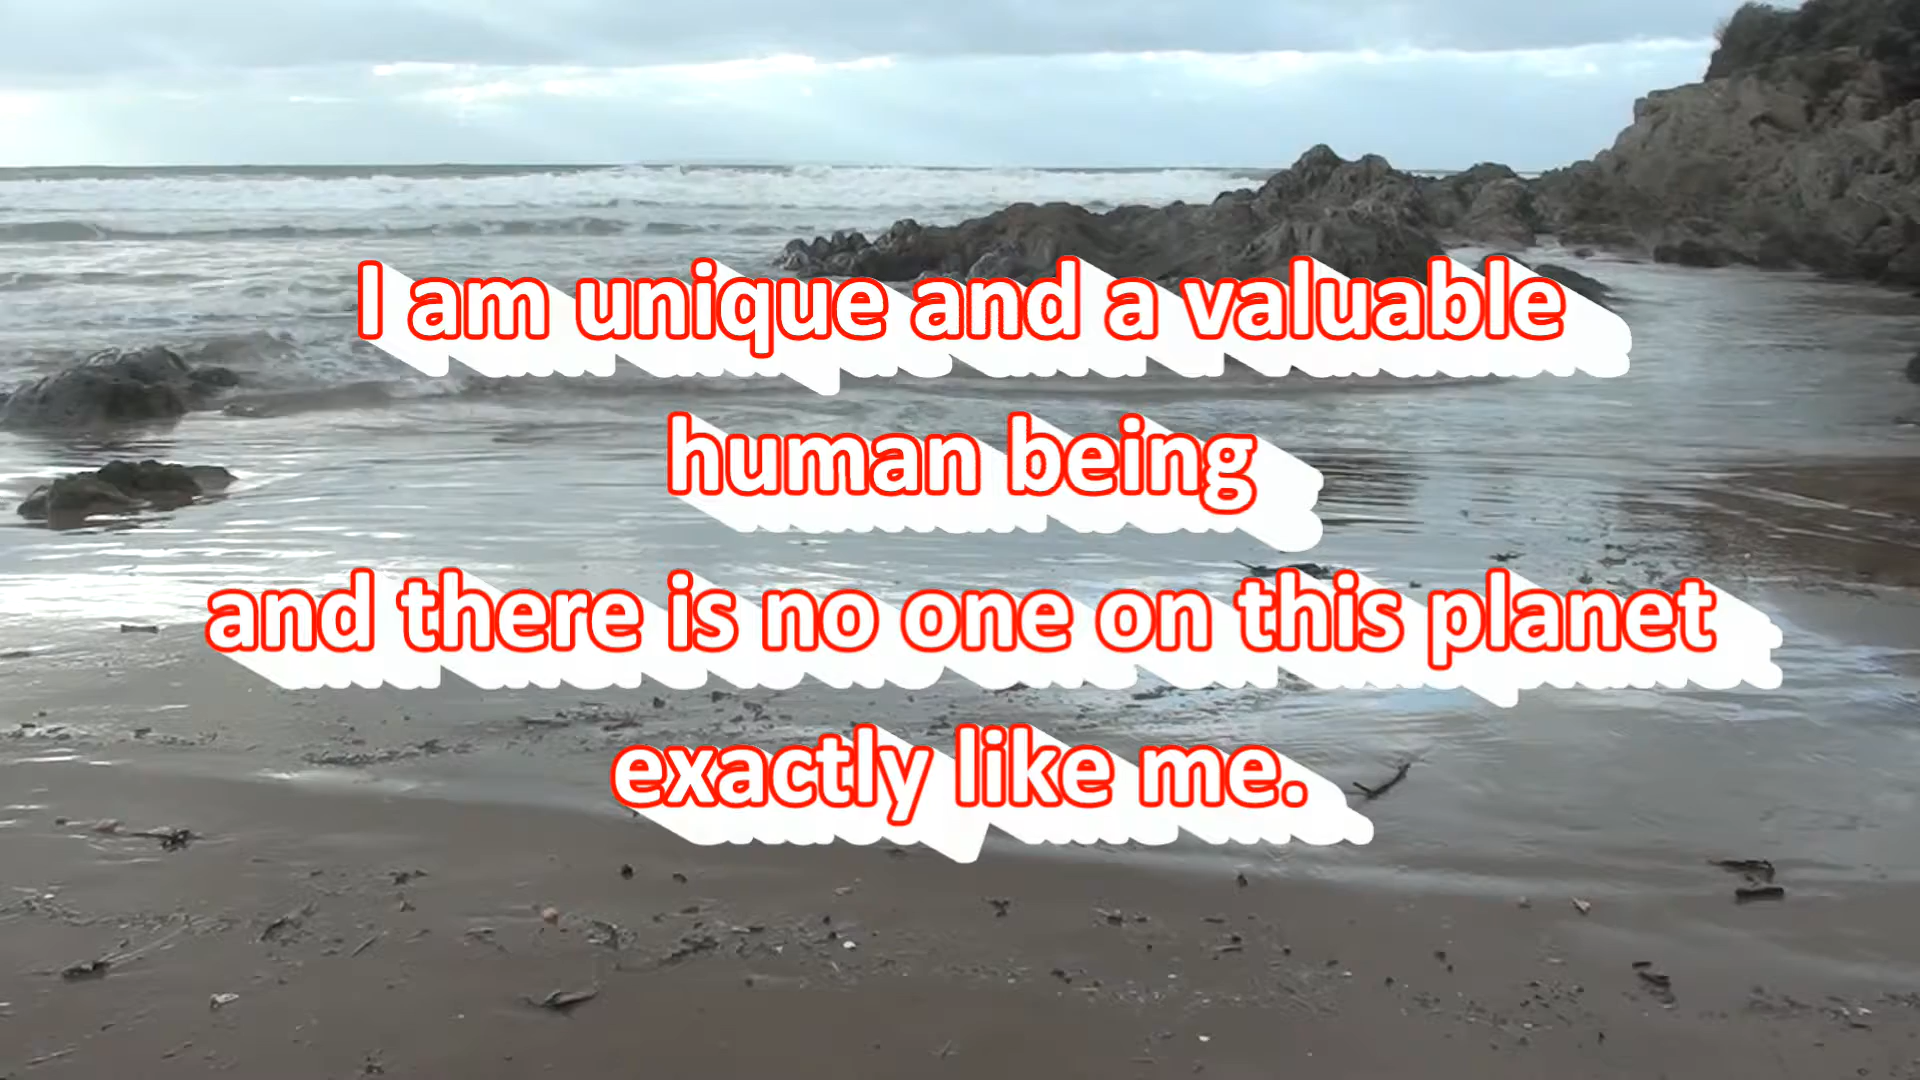 I am unique and a valuable
human being
and there is no one on this planet
exactly like me.